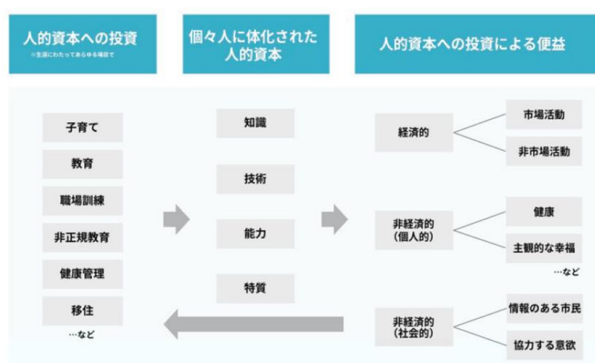 人的資本への投資
※生涯にわたってあらゆる場面で
個々人に体化された
人的資本
人的資本への投資による便益
子育て
教育
職場訓練
非正規教育
健康管理
移住
…など
知識
技術
能力
特質
経済的
市場活動
非市場活動
非経済的
(個人的)
健康
主観的な幸福
…など
非経済的
(社会的)
情報のある市民
協力する意欲